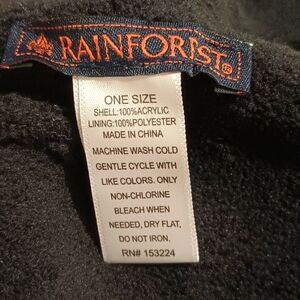 RAINFOREST®
ONE SIZE
SHELL:100%ACRYLIC
LINING:100%POLYESTER
MADE IN CHINA
MACHINE WASH COLD
GENTLE CYCLE WITH
LIKE COLORS. ONLY
NON-CHLORINE
BLEACH WHEN
NEEDED, DRY FLAT,
DO NOT IRON.
RN# 153224